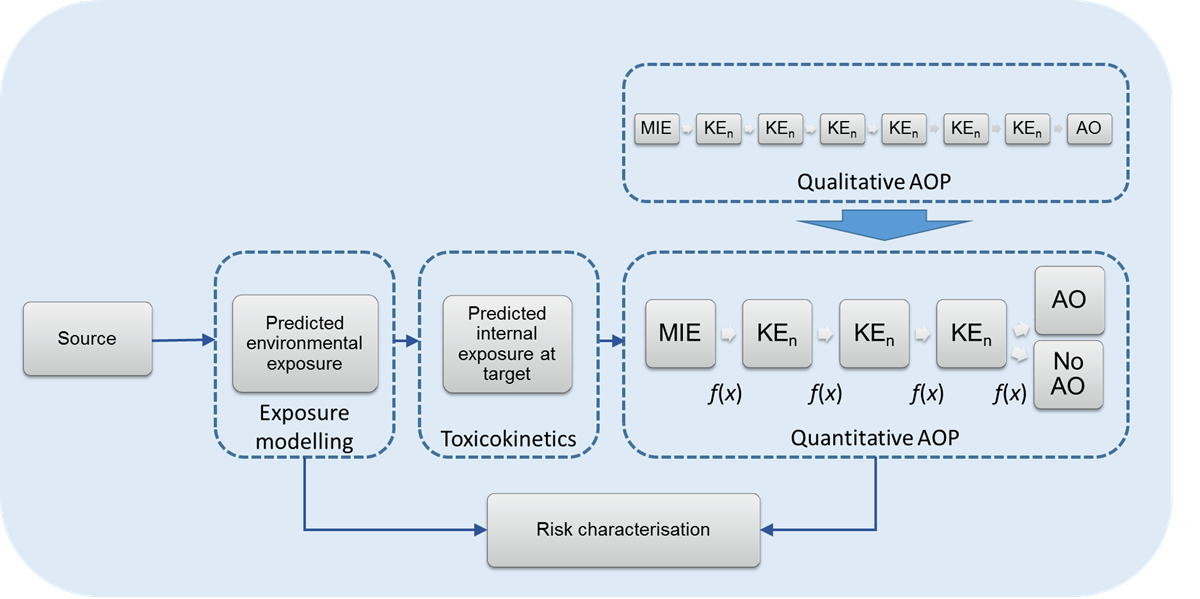 MIE KEn KEn KEn KEn KEn KEn AO
Qualitative AOP
Source
Predicted
environmental
exposure
Exposure
modelling
Predicted
internal
exposure at
target
Toxicokinetics
MIE KEn KEn KEn
AO
No
AO
f(x) f(x) f(x) f(x)
Quantitative AOP
Risk characterisation